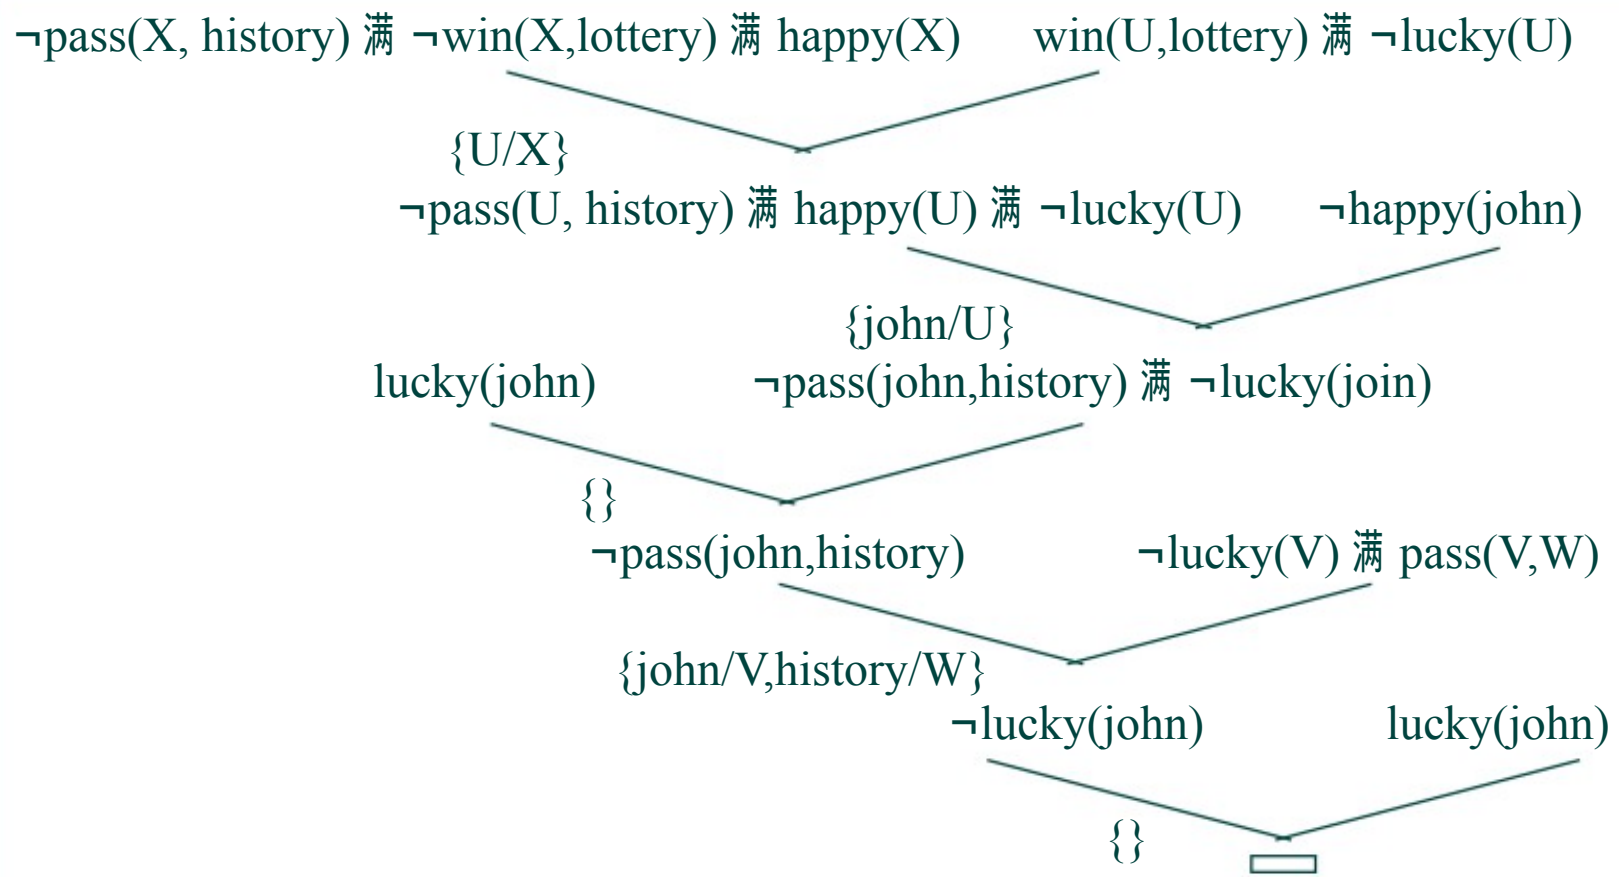 ¬pass(X, history) 满 ¬win(X,lottery) 满 happy(X) win(U,lottery) 满 ¬lucky(U)
{U/X}
¬pass(U, history) 满 happy(U) 满 ¬lucky(U) ¬happy(john)
{john/U}
lucky(john) ¬pass(john,history) 满 ¬lucky(join)
{}
¬pass(john,history) ¬lucky(V) 满 pass(V,W)
{john/V,history/W}
¬lucky(john) lucky(john)
{}